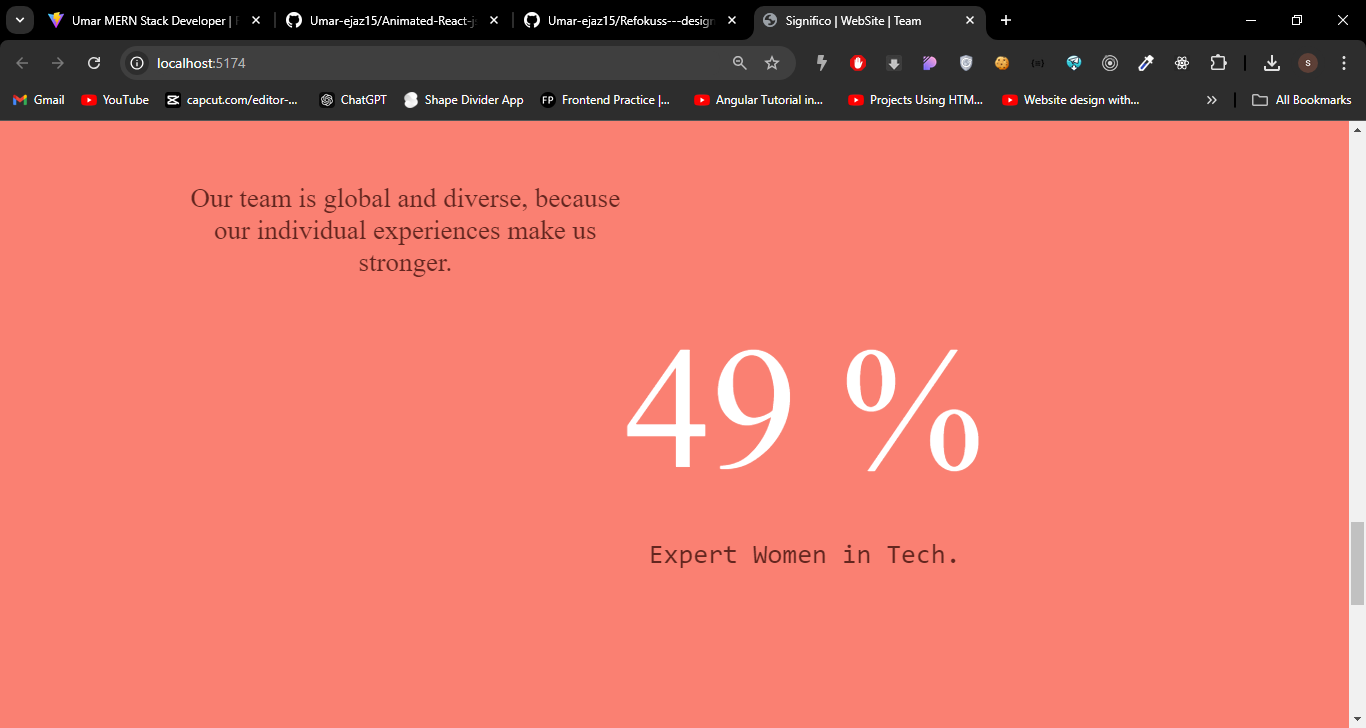 Umar MERN Stack Developer |
Umar-ejaz15/Animated-React-j
Umar-ejaz15/Refokuss---design
Significo | WebSite | Team
localhost:5174
S
Gmail
YouTube
capcut.com/editor-...
ChatGPT
Shape Divider App
FP
Frontend Practice |...
Angular Tutorial in...
Projects Using HTM...
Website design with...
All Bookmarks
Our team is global and diverse, because
our individual experiences make us
stronger.
49 %
Expert Women in Tech.